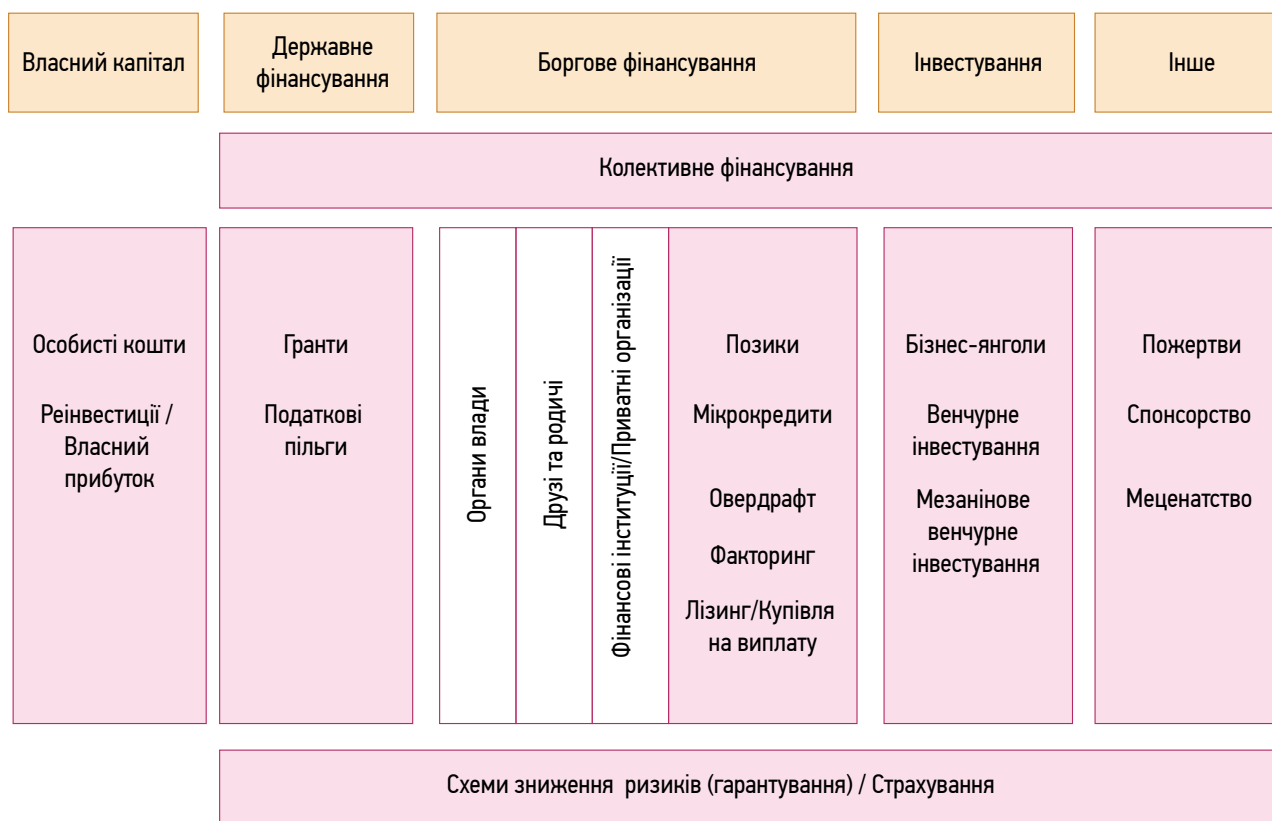 Власний капітал
Державне
фінансування
Боргове фінансування
Інвестування
Інше
Колективне фінансування
Особисті кошти
Реінвестиції /
Власний
прибуток
Гранти
Податкові
пільги
Органи влади
Друзі та родичі
Фінансові інституції/Приватні організації
Позики
Мікрокредити
Овердрафт
Факторинг
Лізинг/Купівля
на виплату
Бізнес-янголи
Венчурне
інвестування
Мезанінове
венчурне
інвестування
Пожертви
Спонсорство
Меценатство
Схеми зниження ризиків (гарантування) / Страхування